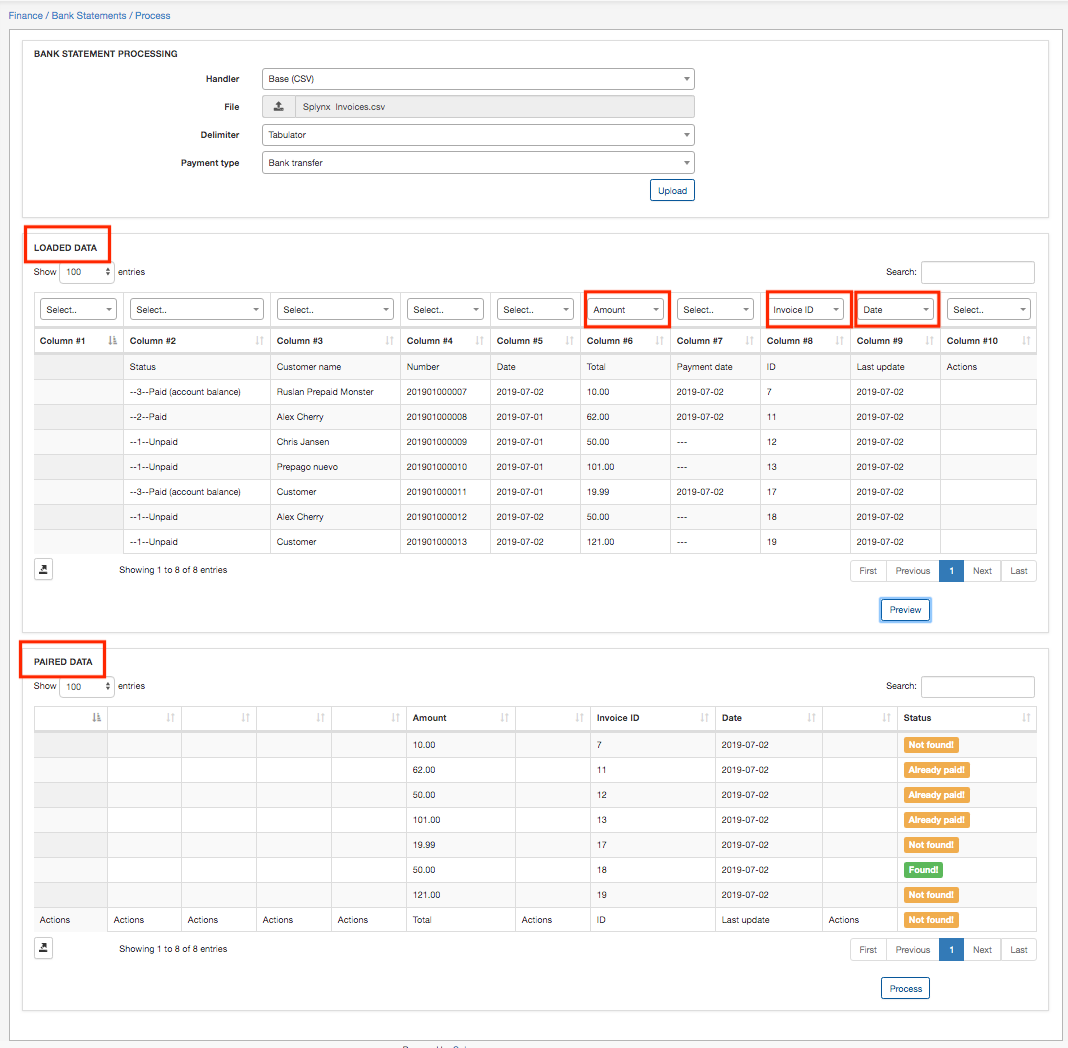 Finance / Bank Statements / Process
BANK STATEMENT PROCESSING
Handler Base (CSV)
File Splynx Invoices.csv
Delimiter Tabulator
Payment type Bank transfer
Upload
LOADED DATA
Show 100 entries Search:
Select.. Select.. Select.. Select.. Select.. Amount Select.. Invoice ID Date Select..
Column #1 Column #2 Column #3 Column #4 Column #5 Column #6 Column #7 Column #8 Column #9 Column #10
Status Customer name Number Date Total Payment date ID Last update Actions
--3--Paid (account balance) Ruslan Prepaid Monster 201901000007 2019-07-02 10.00 2019-07-02 7 2019-07-02
--2--Paid Alex Cherry 201901000008 2019-07-01 62.00 2019-07-02 11 2019-07-02
--1--Unpaid Chris Jansen 201901000009 2019-07-01 50.00 --- 12 2019-07-02
--1--Unpaid Prepago nuevo 201901000010 2019-07-01 101.00 --- 13 2019-07-02
--3--Paid (account balance) Customer 201901000011 2019-07-01 19.99 2019-07-02 17 2019-07-02
--1--Unpaid Alex Cherry 201901000012 2019-07-02 50.00 --- 18 2019-07-02
--1--Unpaid Customer 201901000013 2019-07-02 121.00 --- 19 2019-07-02
Showing 1 to 8 of 8 entries First Previous 1 Next Last
Preview
PAIRED DATA
Show 100 entries Search:
Amount Invoice ID Date Status
10.00 7 2019-07-02 Not found!
62.00 11 2019-07-02 Already paid!
50.00 12 2019-07-02 Already paid!
101.00 13 2019-07-02 Already paid!
19.99 17 2019-07-02 Not found!
50.00 18 2019-07-02 Found!
121.00 19 2019-07-02 Not found!
Actions Actions Actions Actions Actions Total Actions ID Last update Actions Not found!
Showing 1 to 8 of 8 entries First Previous 1 Next Last
Process